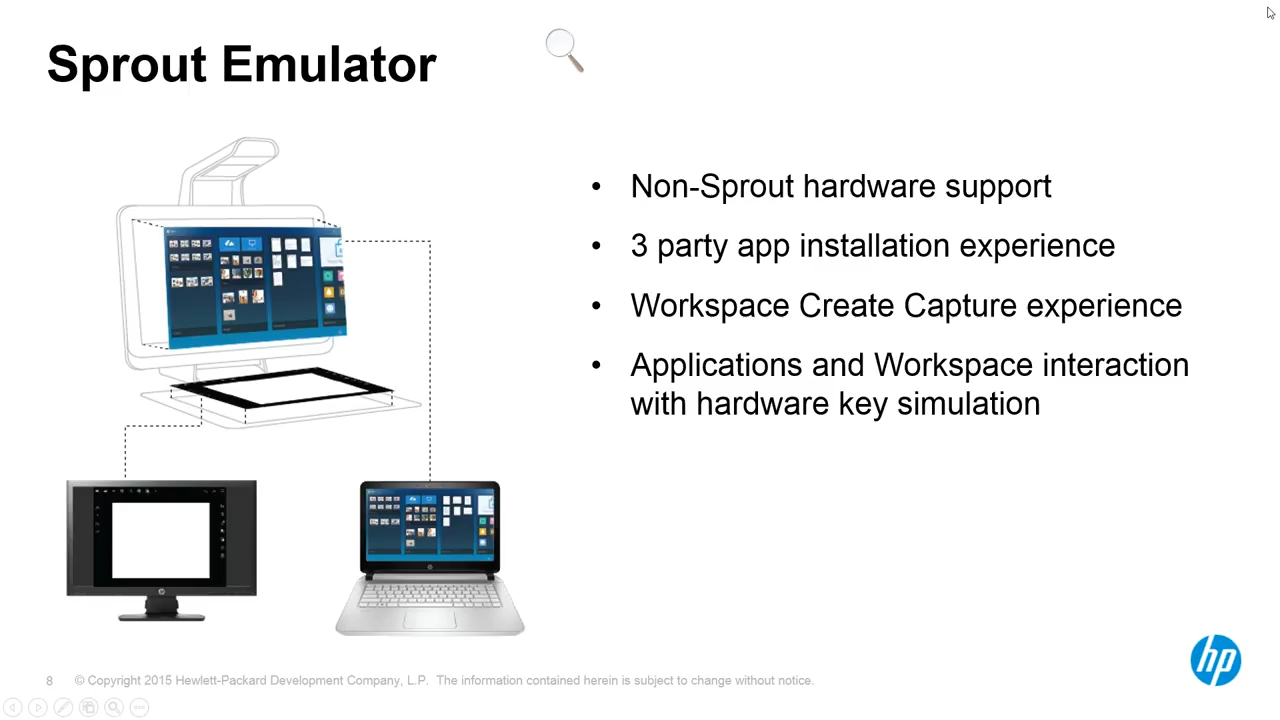 Sprout Emulator
• Non-Sprout hardware support
• 3 party app installation experience
• Workspace Create Capture experience
• Applications and Workspace interaction
with hardware key simulation
hp
8 © Copyright 2015 Hewlett-Packard Development Company, L.P. The information contained herein is subject to change without notice.